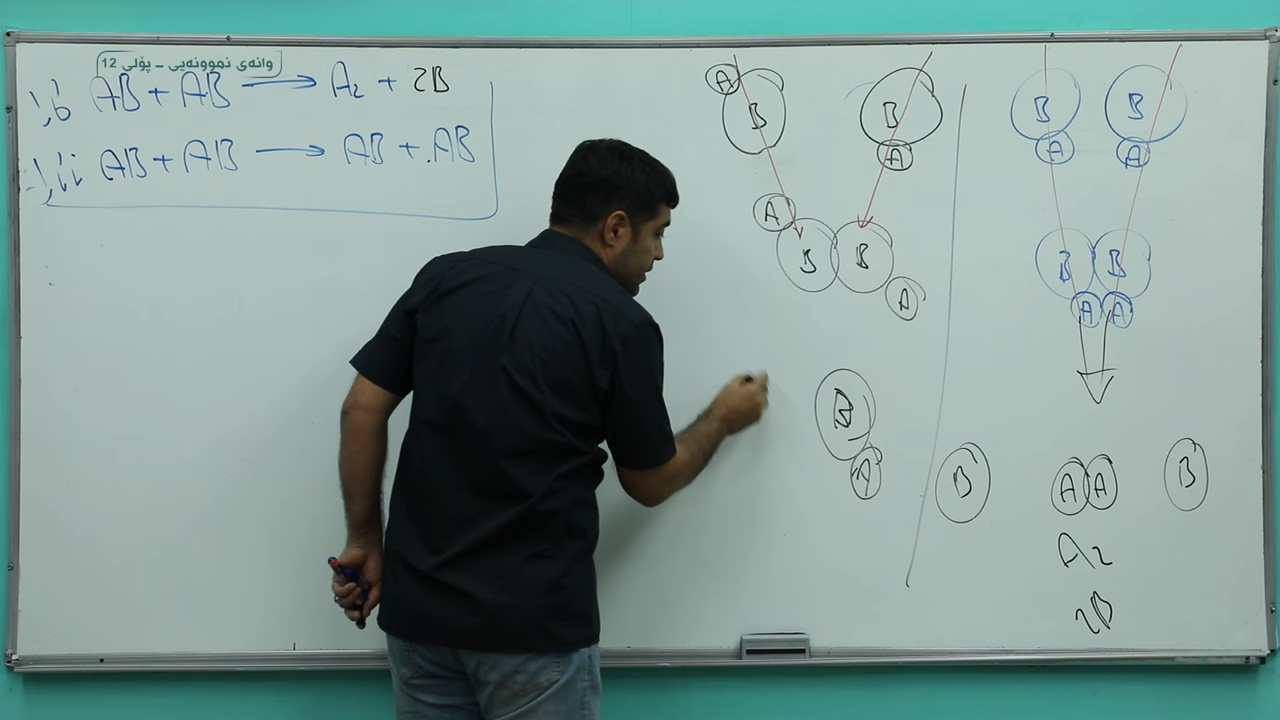 وانەی نموونەیی – پۆلی 12
AB + AB → A₂ + 2B
AB + AB → AB + AB
A B B A
A B B A
B A
B A B A
B B
A A
B A A B
A₂
2B